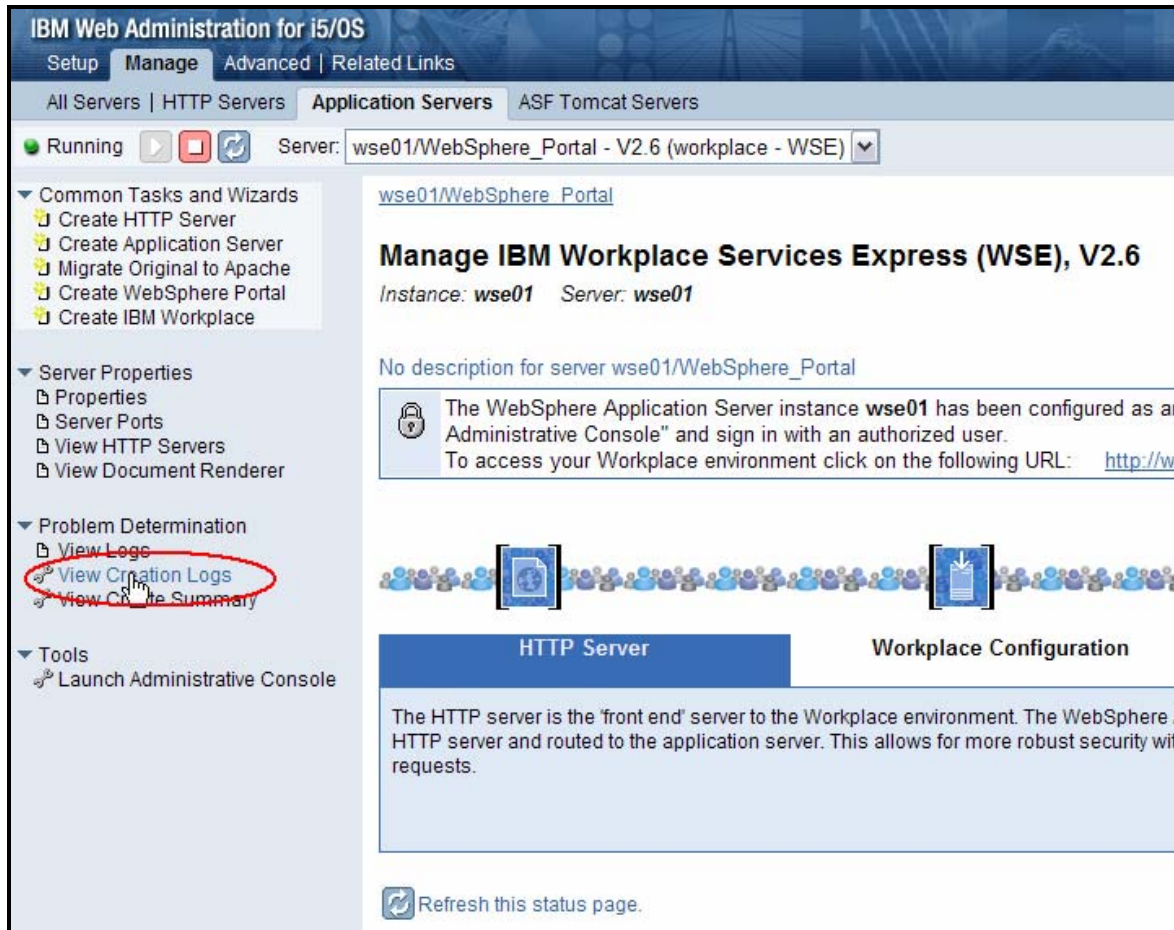 IBM Web Administration for i5/OS
Setup Manage Advanced | Related Links
All Servers | HTTP Servers Application Servers ASF Tomcat Servers
Running Server: wse01/WebSphere_Portal - V2.6 (workplace - WSE)
Common Tasks and Wizards
Create HTTP Server
Create Application Server
Migrate Original to Apache
Create WebSphere Portal
Create IBM Workplace
Server Properties
Properties
Server Ports
View HTTP Servers
View Document Renderer
Problem Determination
View Logs
View Creation Logs
View Create Summary
Tools
Launch Administrative Console
wse01/WebSphere_Portal
Manage IBM Workplace Services Express (WSE), V2.6
Instance: wse01 Server: wse01
No description for server wse01/WebSphere_Portal
The WebSphere Application Server instance wse01 has been configured as
Administrative Console" and sign in with an authorized user.
To access your Workplace environment click on the following URL: http://w
HTTP Server Workplace Configuration
The HTTP server is the 'front end' server to the Workplace environment. The WebSphere
HTTP server and routed to the application server. This allows for more robust security
requests.
Refresh this status page.